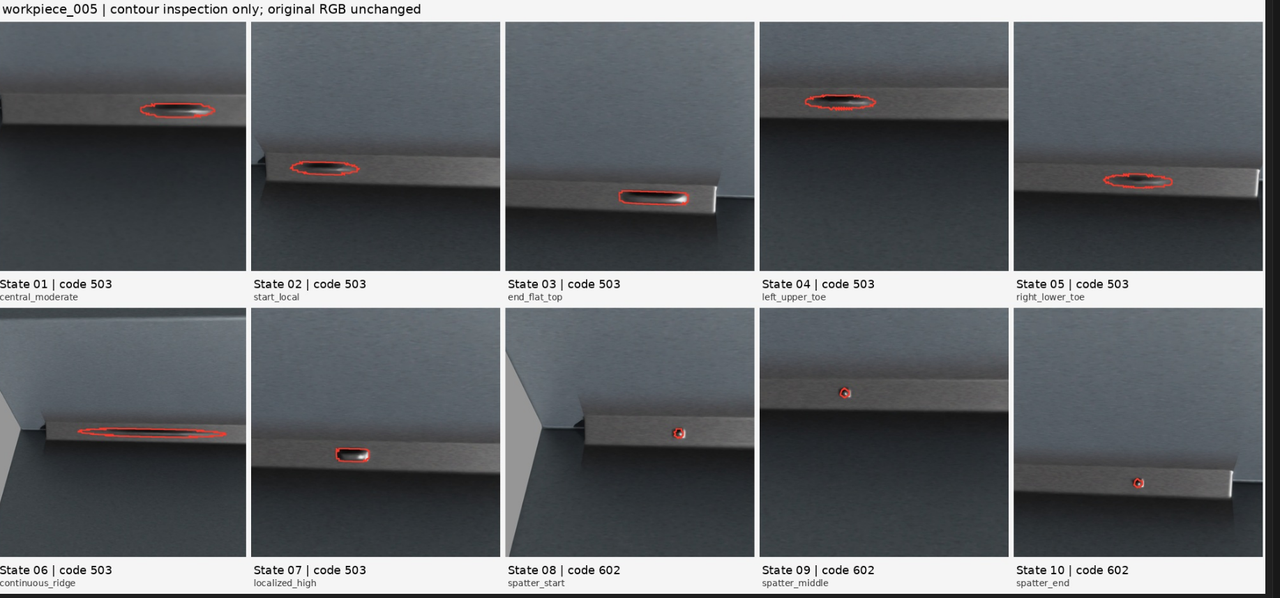 workpiece_005 | contour inspection only; original RGB unchanged
State 01 | code 503
central_moderate
State 02 | code 503
start_local
State 03 | code 503
end_flat_top
State 04 | code 503
left_upper_toe
State 05 | code 503
right_lower_toe
State 06 | code 503
continuous_ridge
State 07 | code 503
localized_high
State 08 | code 602
spatter_start
State 09 | code 602
spatter_middle
State 10 | code 602
spatter_end